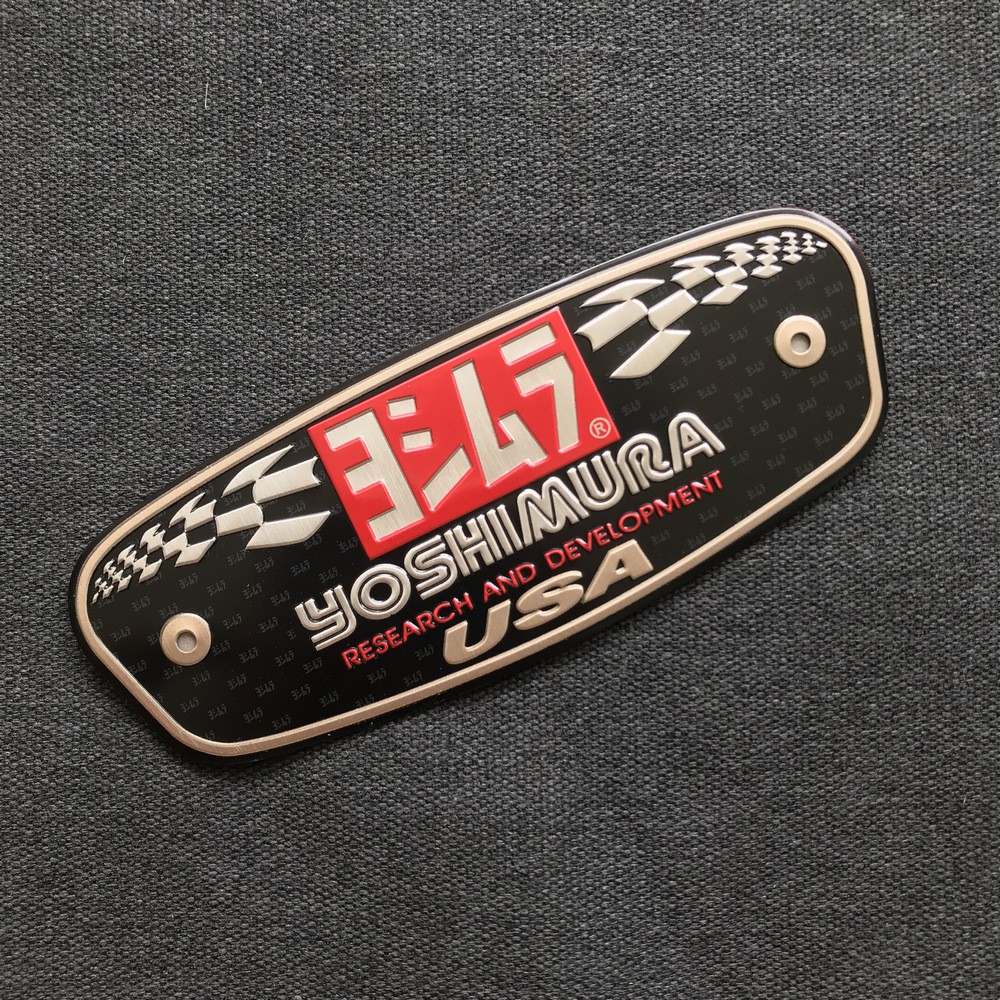 ヨシムラ®
YOSHIMURA
RESEARCH AND DEVELOPMENT
USA